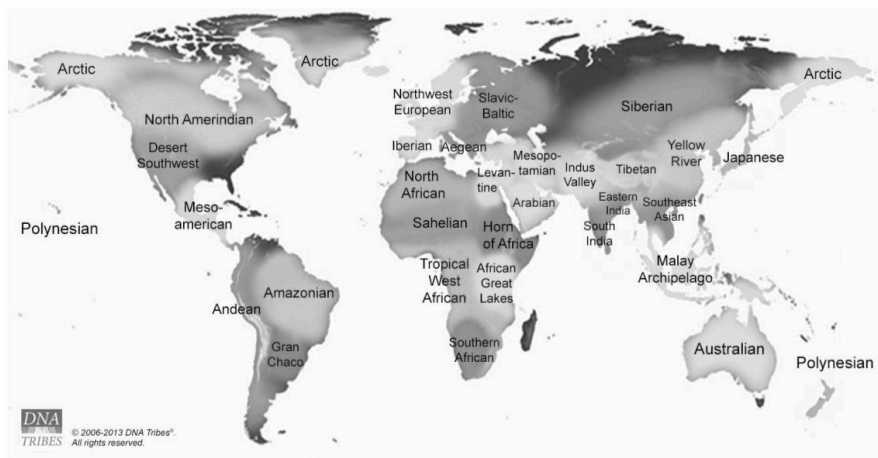 Arctic
Arctic
Arctic
North Amerindian
Desert
Southwest
Meso-
american
Polynesian
Andean
Amazonian
Gran
Chaco
Northwest
European
Slavic-
Baltic
Siberian
Iberian
Aegean
Mesopo-
tamian
Levan-
tine
Indus
Valley
Tibetan
Yellow
River
Japanese
North
African
Arabian
Eastern
India
Southeast
Asian
South
India
Sahelian
Horn
of Africa
Tropical
West
African
African
Great
Lakes
Malay
Archipelago
Southern
African
Australian
Polynesian
DNA
TRIBES
© 2006-2013 DNA Tribes®.
All rights reserved.